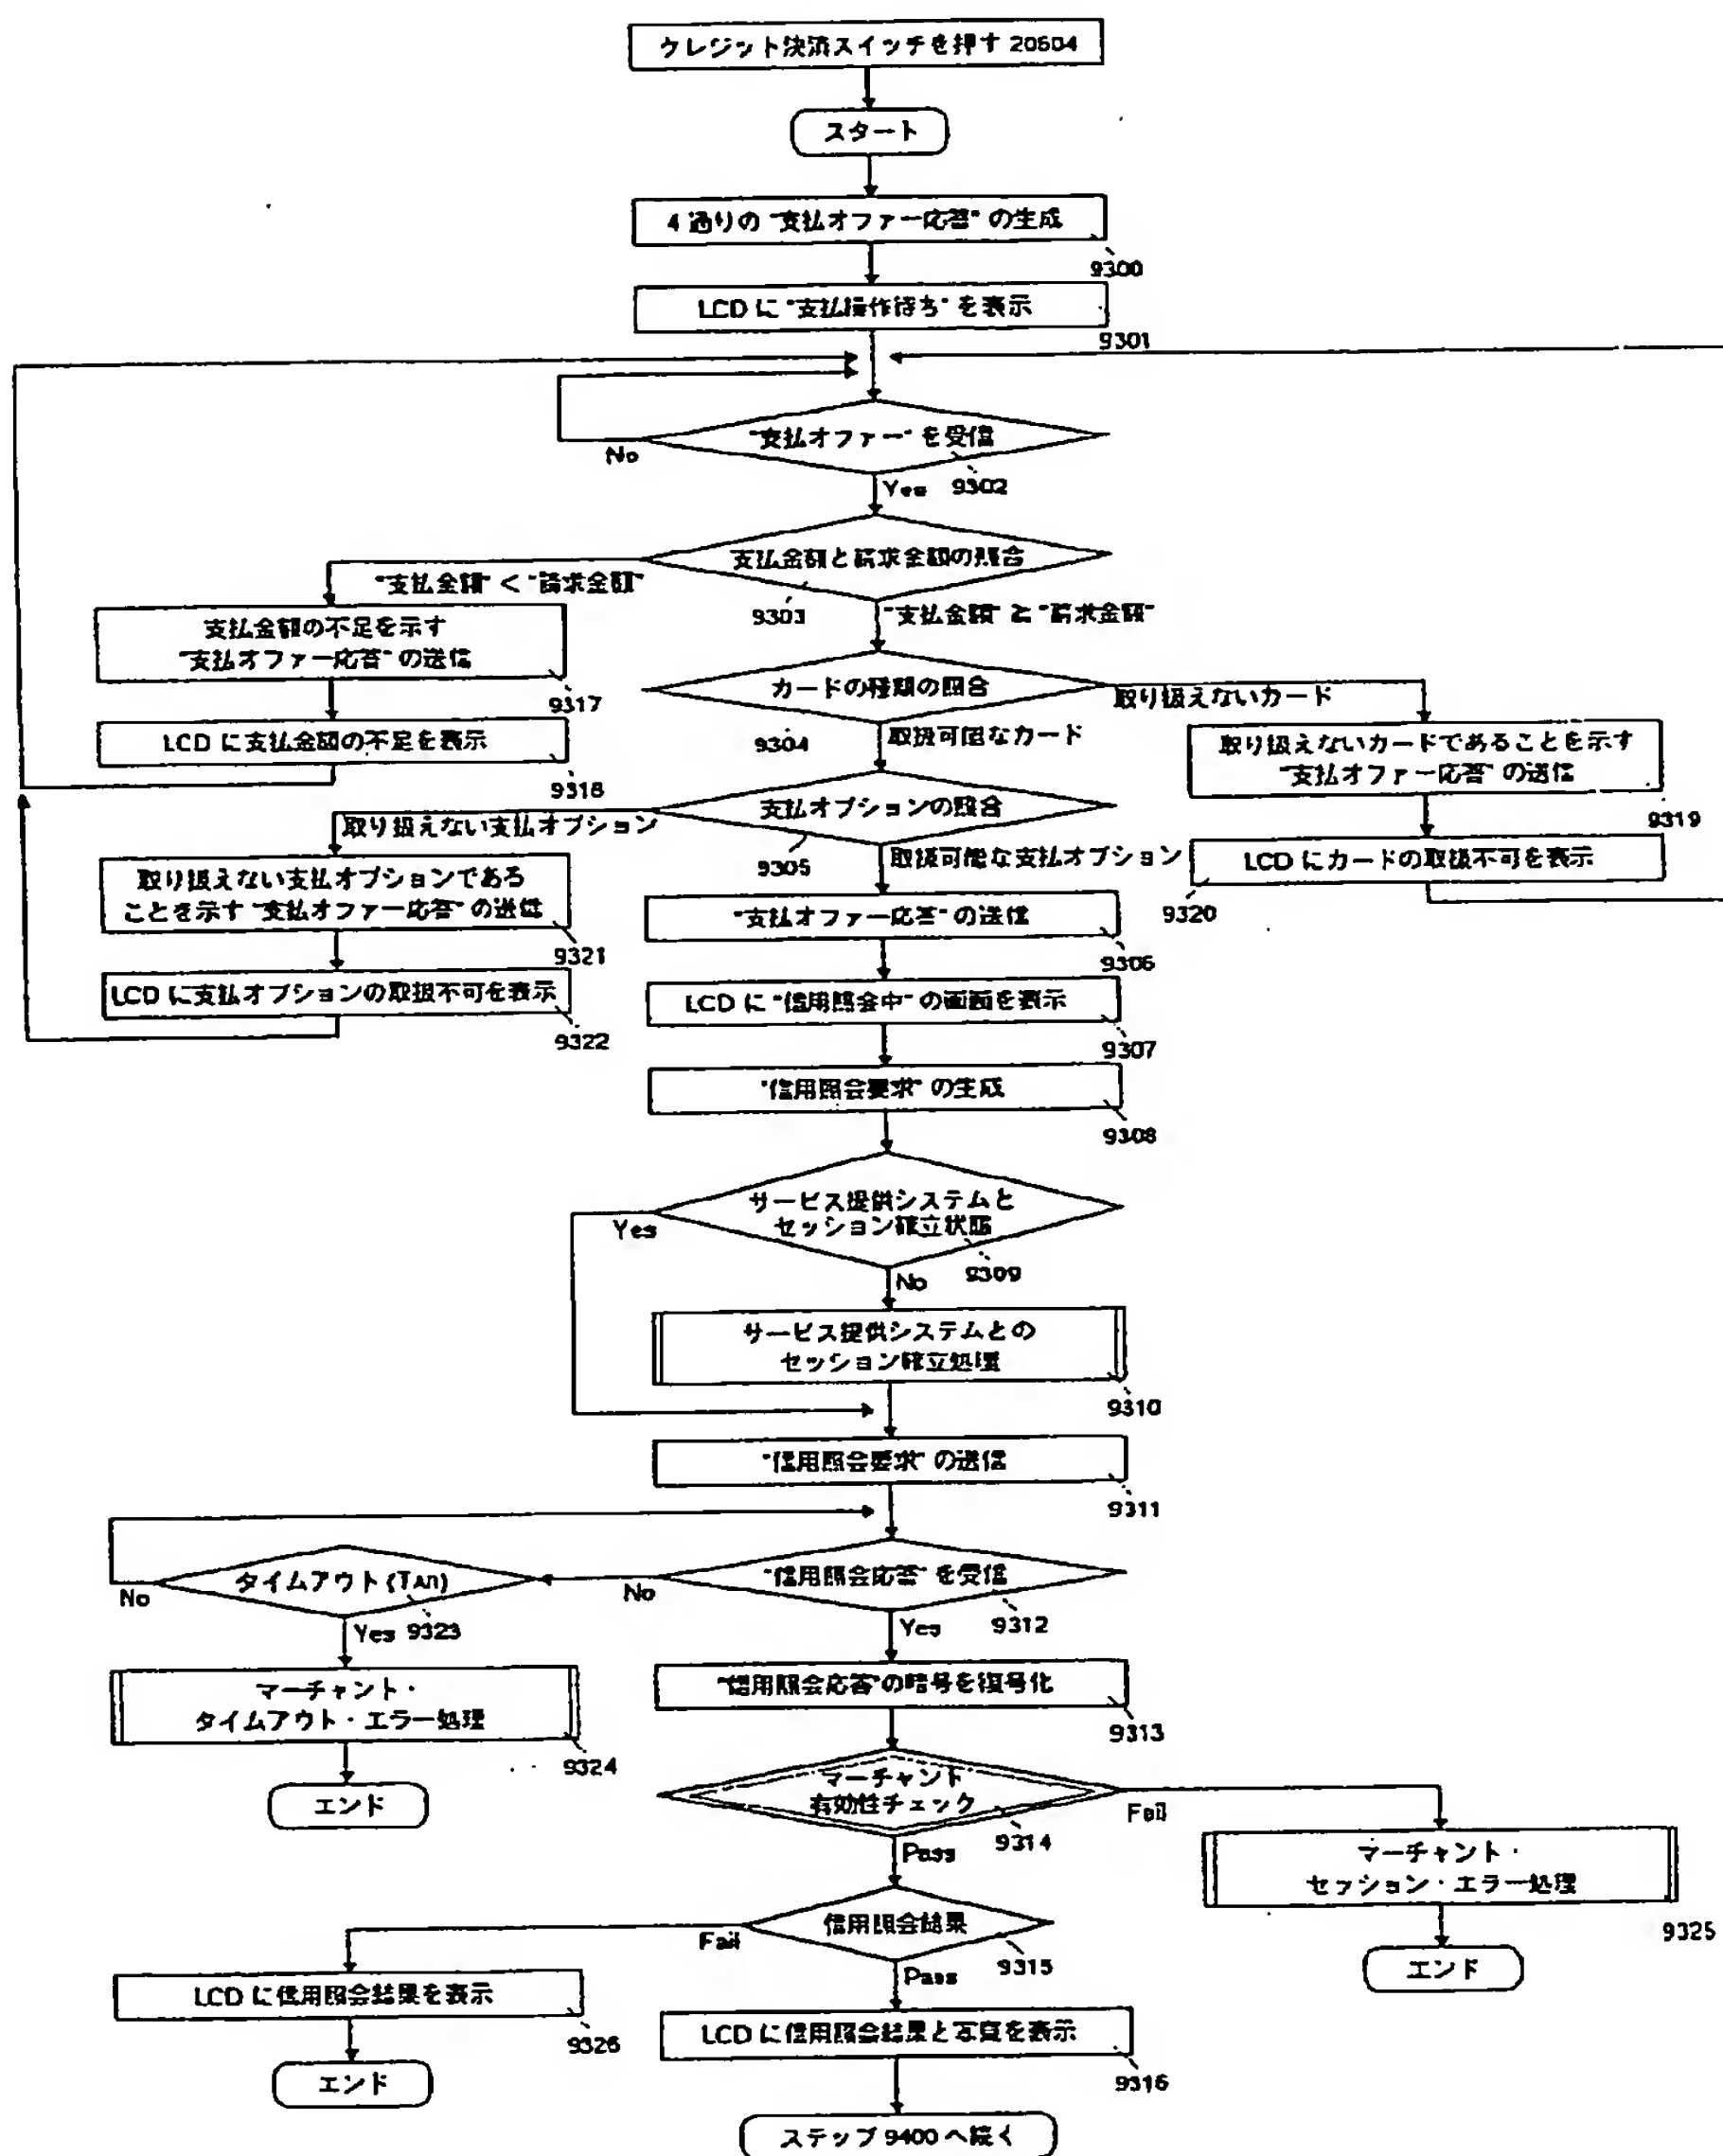 クレジット決済スイッチを押す 20604
スタート
4 通りの "支払オファー応答" の生成
9300
LCD に "支払操作待ち" を表示
9301
"支払オファー" を受信
No
Yes
9302
支払金額と請求金額の照合
"支払金額" < "請求金額"
9303
"支払金額" ≧ "請求金額"
支払金額の不足を示す
"支払オファー応答" の送信
9317
カードの種類の照合
取り扱えないカード
9304
取扱可能なカード
LCD に支払金額の不足を表示
9318
取り扱えないカードであることを示す
"支払オファー応答" の送信
9319
支払オプションの照合
取り扱えない支払オプション
9305
取扱可能な支払オプション
LCD にカードの取扱不可を表示
9320
取り扱えない支払オプションである
ことを示す "支払オファー応答" の送信
9321
"支払オファー応答" の送信
9306
LCD に支払オプションの取扱不可を表示
9322
LCD に "信用照会中" の画面を表示
9307
"信用照会要求" の生成
9308
サービス提供システムと
セッション確立状態
Yes
9309
No
サービス提供システムとの
セッション確立処理
9310
"信用照会要求" の送信
9311
タイムアウト (TAn)
No
"信用照会応答" を受信
No
9323
Yes
9312
Yes
マーチャント・
タイムアウト・エラー処理
9324
"信用照会応答"の暗号を復号化
9313
エンド
マーチャント
有効性チェック
9314
Fail
Pass
マーチャント・
セッション・エラー処理
9325
信用照会結果
Fail
9315
Pass
エンド
LCD に信用照会結果を表示
9326
LCD に信用照会結果と写真を表示
9316
エンド
ステップ 9400 へ続く